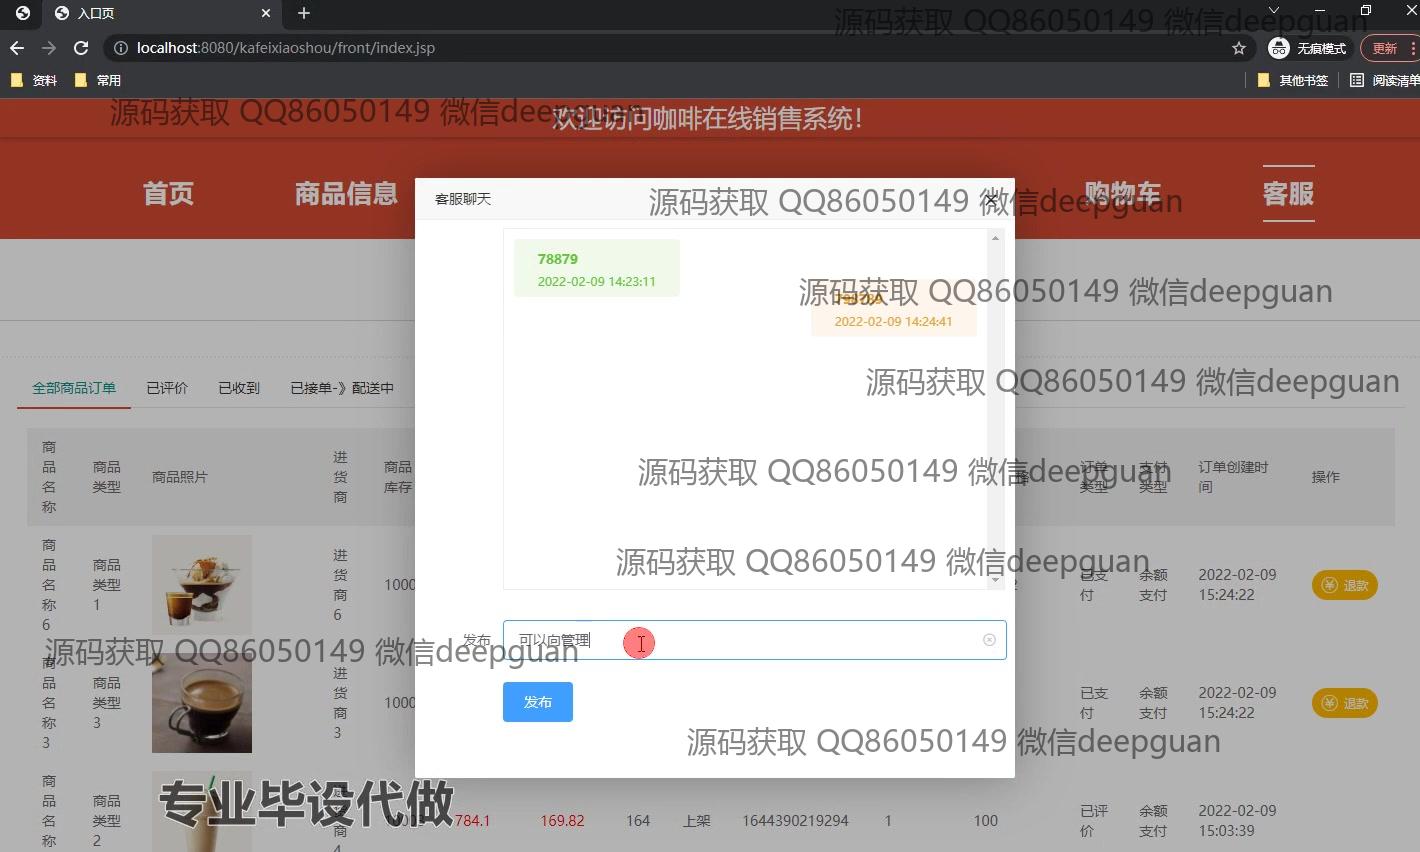 入口页
源码获取 QQ86050149 微信deepguan
localhost:8080/kafeixiaoshou/front/index.jsp
无痕模式
更新
资料
常用
其他书签
阅读清单
源码获取 QQ86050149 微信deepguan
欢迎访问咖啡在线销售系统!
首页
商品信息
购物车
客服
客服聊天
源码获取 QQ86050149 微信deepguan
78879
2022-02-09 14:23:11
源码获取 QQ86050149 微信deepguan
2022-02-09 14:24:41
全部商品订单
已评价
已收到
已接单-》配送中
源码获取 QQ86050149 微信deepguan
商品名称
商品类型
商品照片
进货商
商品库存
格
订单类型
支付类型
订单创建时间
操作
源码获取 QQ86050149 微信deepguan
商品名称6
商品类型1
进货商6
1000
已支付
余额支付
2022-02-09 15:24:22
退款
源码获取 QQ86050149 微信deepguan
发布
可以向管理
源码获取 QQ86050149 微信deepguan
商品名称3
商品类型3
进货商3
1000
发布
已支付
余额支付
2022-02-09 15:24:22
退款
源码获取 QQ86050149 微信deepguan
专业毕设代做
商品名称
商品类型2
784.1
169.82
164
上架
1644390219294
1
100
已评价
余额支付
2022-02-09 15:03:39